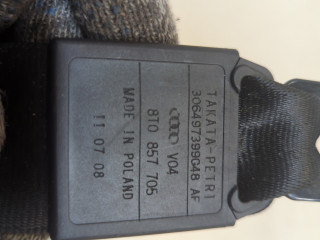 TAKATA-PETRI
306497399048 AF
V04
8T0 857 705
MADE IN POLAND
11 07 08